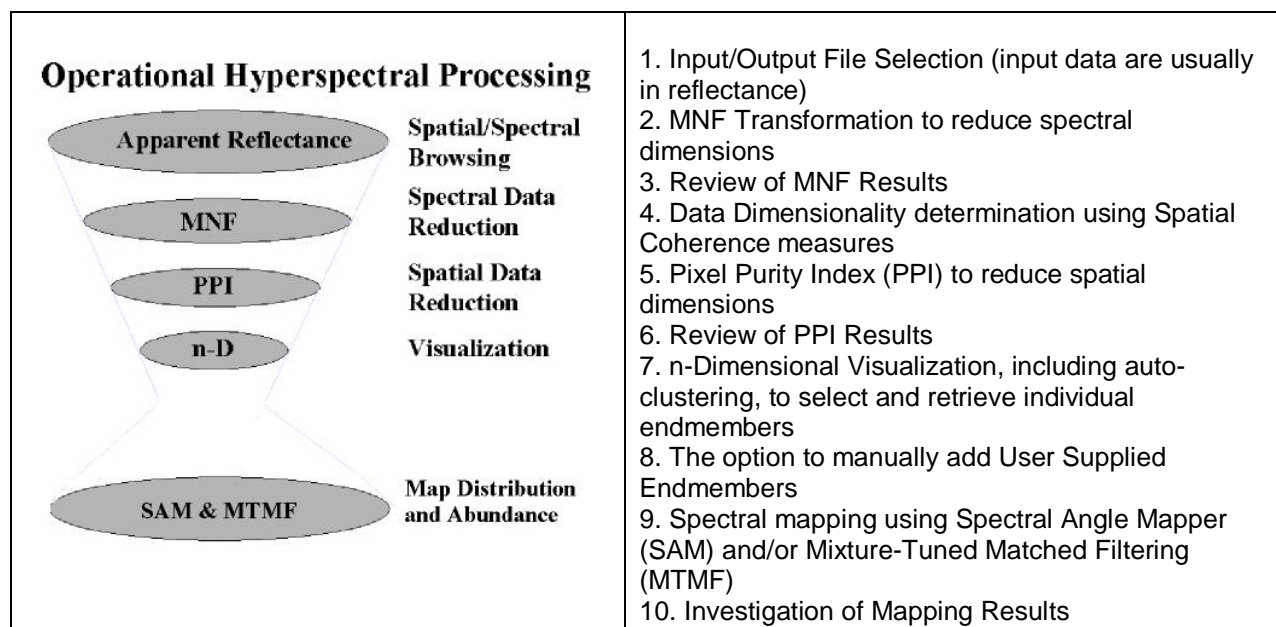 Operational Hyperspectral Processing
Apparent Reflectance
Spatial/Spectral
Browsing
MNF
Spectral Data
Reduction
PPI
Spatial Data
Reduction
n-D
Visualization
SAM & MTMF
Map Distribution
and Abundance
1. Input/Output File Selection (input data are usually
in reflectance)
2. MNF Transformation to reduce spectral
dimensions
3. Review of MNF Results
4. Data Dimensionality determination using Spatial
Coherence measures
5. Pixel Purity Index (PPI) to reduce spatial
dimensions
6. Review of PPI Results
7. n-Dimensional Visualization, including auto-
clustering, to select and retrieve individual
endmembers
8. The option to manually add User Supplied
Endmembers
9. Spectral mapping using Spectral Angle Mapper
(SAM) and/or Mixture-Tuned Matched Filtering
(MTMF)
10. Investigation of Mapping Results